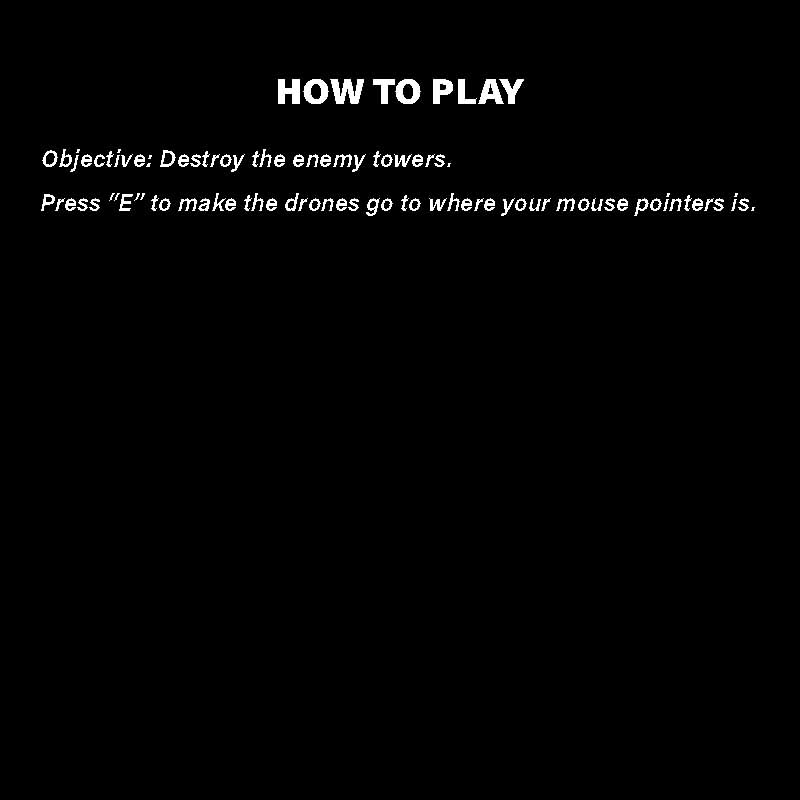 HOW TO PLAY
Objective: Destroy the enemy towers.
Press "E" to make the drones go to where your mouse pointers is.